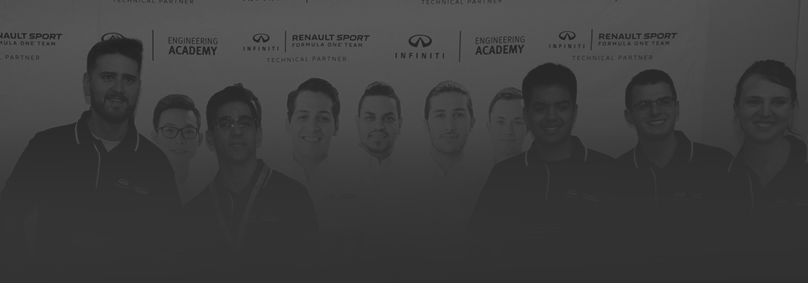 TECHNICAL PARTNER
TECHNICAL PARTNER
RENAULT SPORT
FORMULA ONE TEAM
TECHNICAL PARTNER
ENGINEERING
ACADEMY
INFINITI
RENAULT SPORT
FORMULA ONE TEAM
TECHNICAL PARTNER
INFINITI
ENGINEERING
ACADEMY
INFINITI
RENAULT SPORT
FORMULA ONE TEAM
TECHNICAL PARTNER